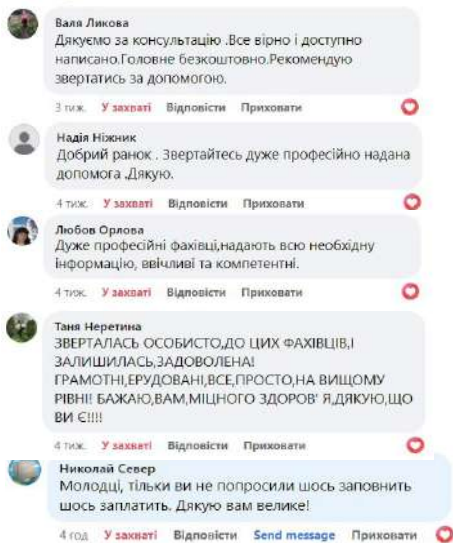 Валя Ликова
Дякуємо за консультацію .Все вірно і доступно
написано.Головне безкоштовно.Рекомендую
звертатись за допомогою.
3 тиж. У захваті Відповісти Приховати
Надія Ніжник
Добрий ранок . Звертайтесь дуже професійно надана
допомога .Дякую.
4 тиж. У захваті Відповісти Приховати
Любов Орлова
Дуже професійні фахівці,надають всю необхідну
інформацію, ввічливі та компетентні.
4 тиж. У захваті Відповісти Приховати
Таня Неретина
ЗВЕРТАЛАСЬ ОСОБИСТО,ДО ЦИХ ФАХІВЦІВ,І
ЗАЛИШИЛАСЬ,ЗАДОВОЛЕНА!
ГРАМОТНІ,ЕРУДОВАНІ,ВСЕ,ПРОСТО,НА ВИЩОМУ
РІВНІ! БАЖАЮ,ВАМ,МІЦНОГО ЗДОРОВ' Я,ДЯКУЮ,ЩО
ВИ Є!!!!
4 тиж. У захваті Відповісти Приховати
Николай Север
Молодці, тільки ви не попросили шось заповнить
шось заплатить. Дякую вам велике!
4 год У захваті Відповісти Send message Приховати